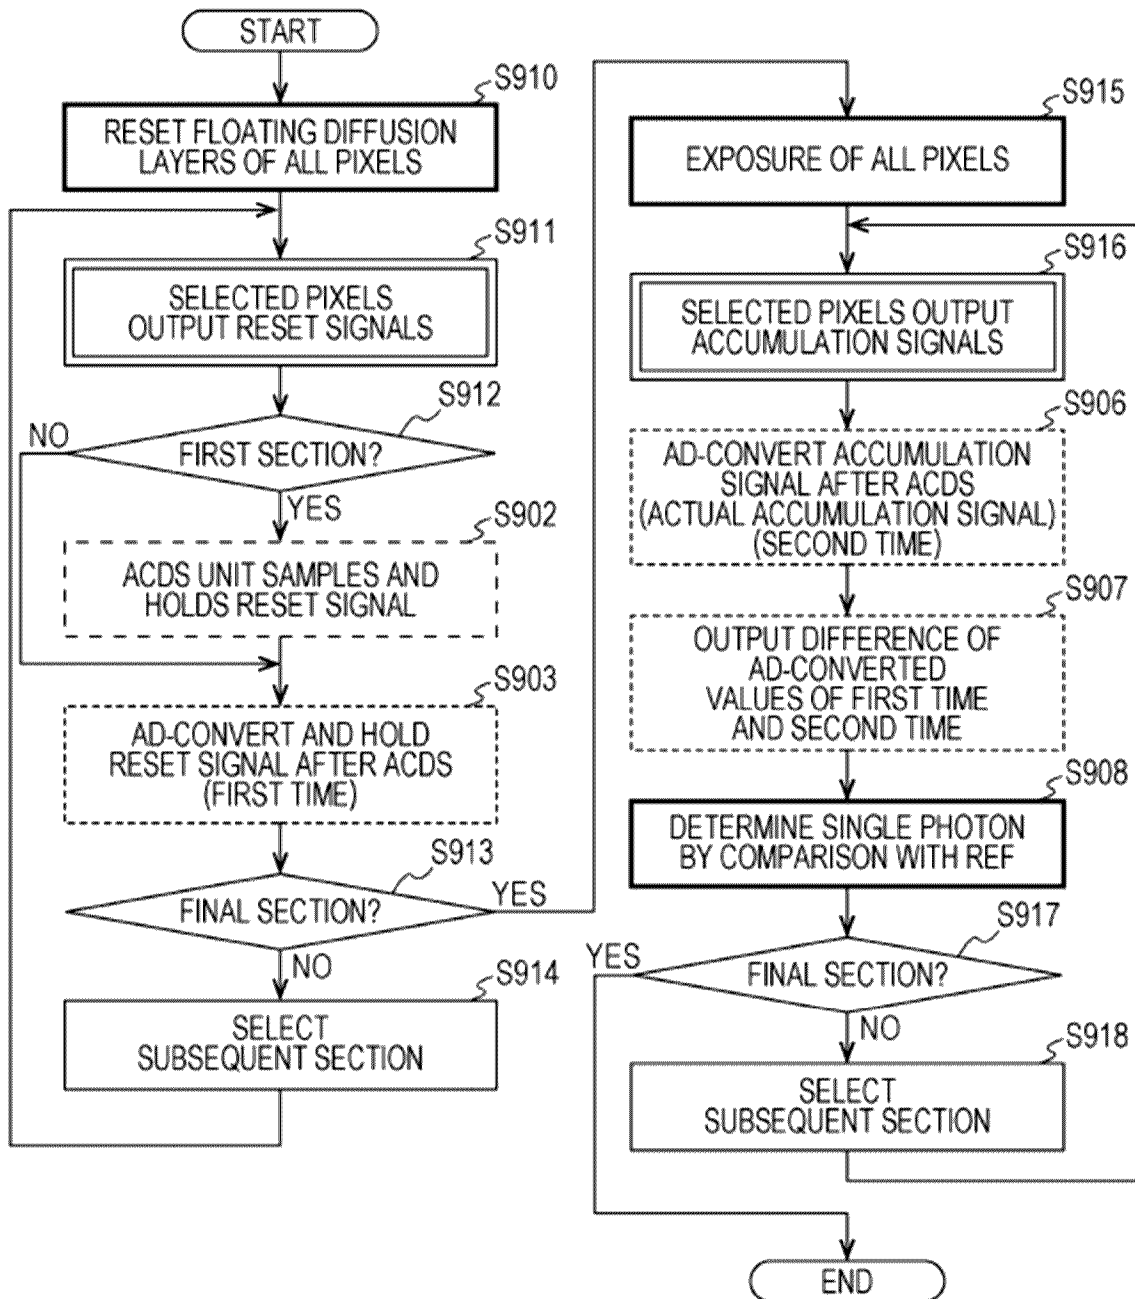 START
S910
RESET FLOATING DIFFUSION
LAYERS OF ALL PIXELS
S911
SELECTED PIXELS
OUTPUT RESET SIGNALS
S912
NO
FIRST SECTION?
YES
S902
ACDS UNIT SAMPLES AND
HOLDS RESET SIGNAL
S903
AD-CONVERT AND HOLD
RESET SIGNAL AFTER ACDS
(FIRST TIME)
S913
FINAL SECTION?
YES
NO
S914
SELECT
SUBSEQUENT SECTION
S915
EXPOSURE OF ALL PIXELS
S916
SELECTED PIXELS OUTPUT
ACCUMULATION SIGNALS
S906
AD-CONVERT ACCUMULATION
SIGNAL AFTER ACDS
(ACTUAL ACCUMULATION SIGNAL)
(SECOND TIME)
S907
OUTPUT DIFFERENCE OF
AD-CONVERTED
VALUES OF FIRST TIME
AND SECOND TIME
S908
DETERMINE SINGLE PHOTON
BY COMPARISON WITH REF
S917
YES
FINAL SECTION?
NO
S918
SELECT
SUBSEQUENT SECTION
END